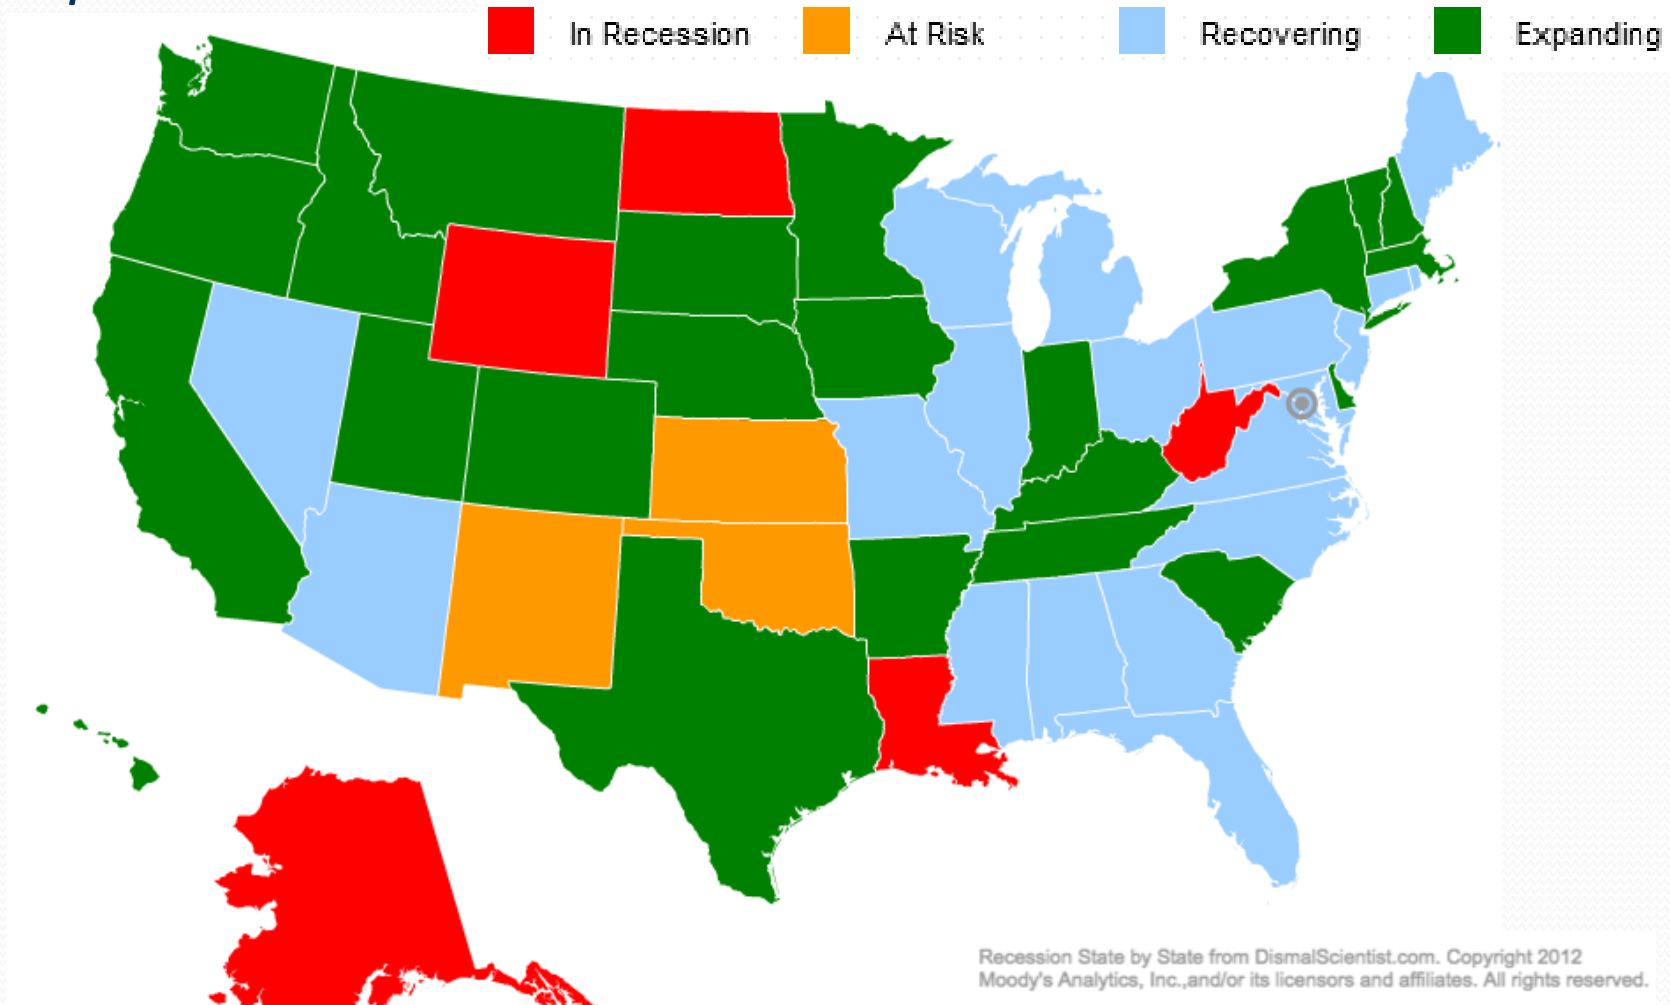 In Recession At Risk Recovering Expanding
Recession State by State from DismalScientist.com. Copyright 2012
Moody's Analytics, Inc.,and/or its licensors and affiliates. All rights reserved.